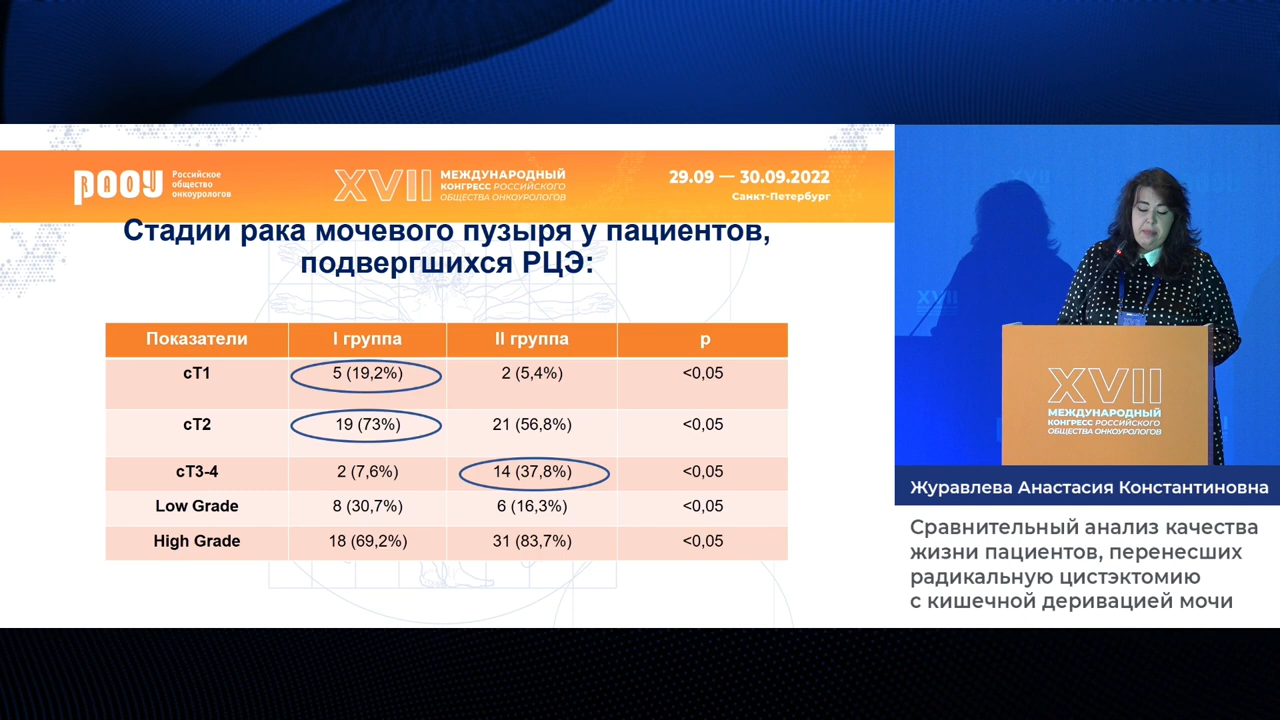 РООУ
Российское
общество
онкоурологов
XVII
МЕЖДУНАРОДНЫЙ
КОНГРЕСС РОССИЙСКОГО
ОБЩЕСТВА ОНКОУРОЛОГОВ
29.09 — 30.09.2022
Санкт-Петербург
Стадии рака мочевого пузыря у пациентов,
подвергшихся РЦЭ:
Показатели I группа II группа p
cT1 5 (19,2%) 2 (5,4%) <0,05
cT2 19 (73%) 21 (56,8%) <0,05
cT3-4 2 (7,6%) 14 (37,8%) <0,05
Low Grade 8 (30,7%) 6 (16,3%) <0,05
High Grade 18 (69,2%) 31 (83,7%) <0,05
XVII
XVII
МЕЖДУНАРОДНЫЙ
КОНГРЕСС РОССИЙСКОГО
ОБЩЕСТВА ОНКОУРОЛОГОВ
Журавлева Анастасия Константиновна
Сравнительный анализ качества
жизни пациентов, перенесших
радикальную цистэктомию
с кишечной деривацией мочи